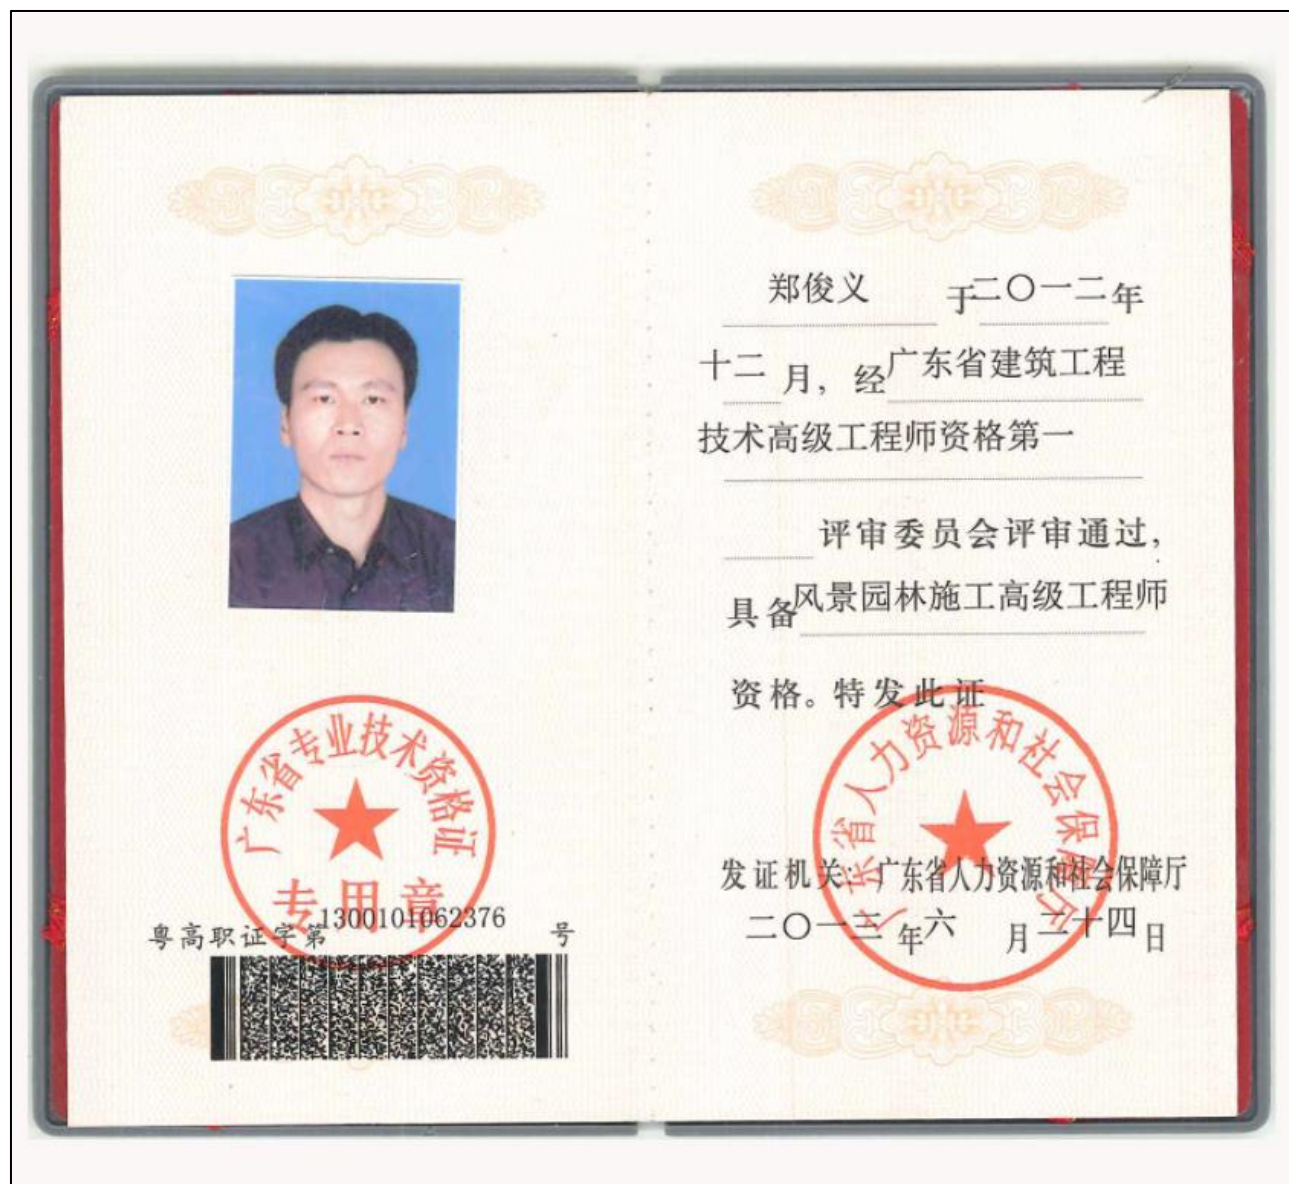 广东省专业技术资格证
专用章
粤高职证字第1300101062376号
郑俊义 于二〇一二年
十二月，经广东省建筑工程
技术高级工程师资格第一
评审委员会评审通过，
具备风景园林施工高级工程师
资格。特发此证
广东省人力资源和社会保障厅
发证机关：广东省人力资源和社会保障厅
二〇一三年六月二十四日